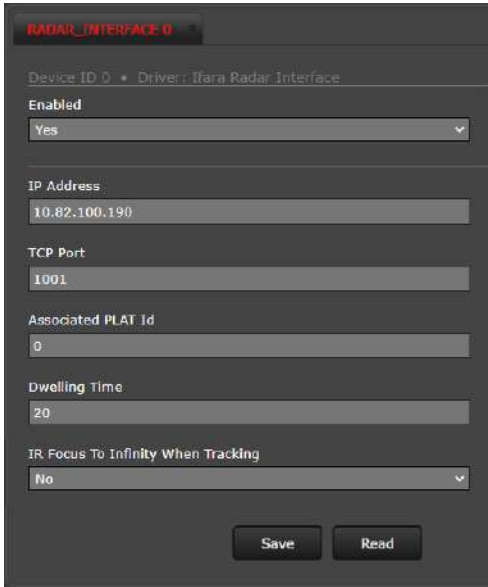 RADAR_INTERFACE 0
Device ID 0 • Driver: Ifara Radar Interface
Enabled
Yes
IP Address
10.82.100.190
TCP Port
1001
Associated PLAT Id
0
Dwelling Time
20
IR Focus To Infinity When Tracking
No
Save Read